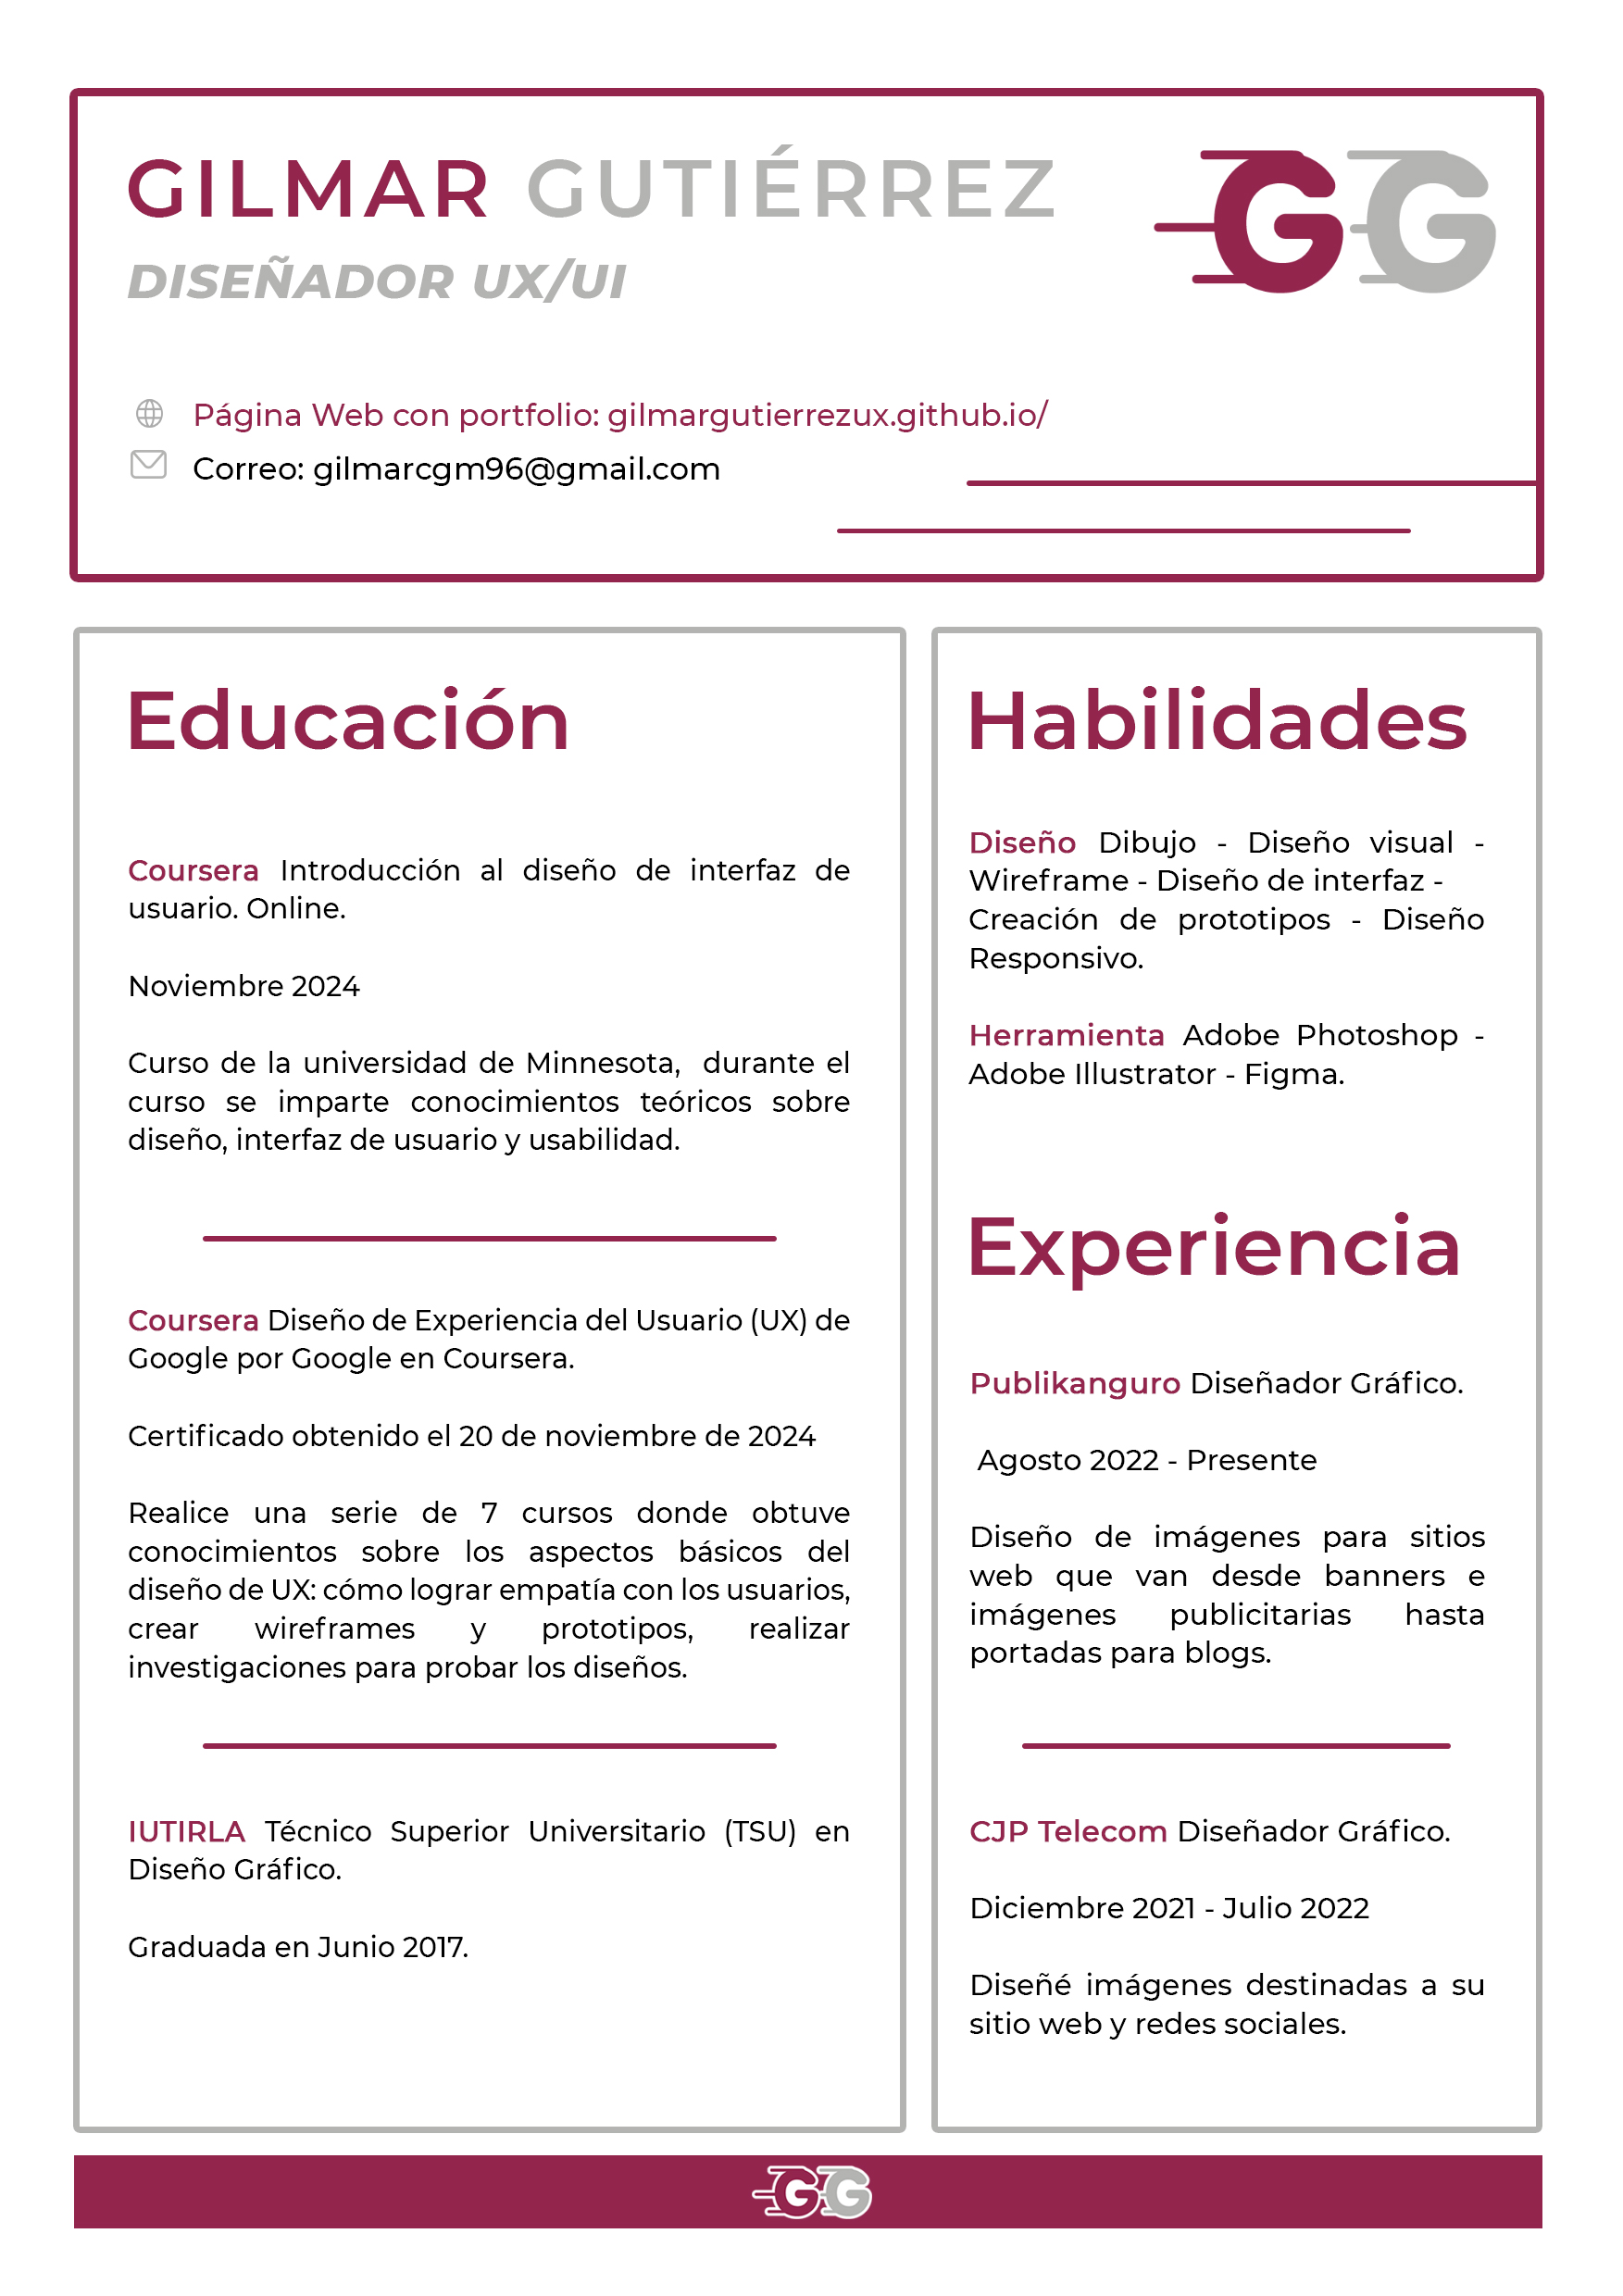 GILMAR GUTIÉRREZ
DISEÑADOR UX/UI
GG
Página Web con portfolio: gilmargutierrezux.github.io/
Correo: gilmarcgm96@gmail.com
Educación
Coursera Introducción al diseño de interfaz de
usuario. Online.
Noviembre 2024
Curso de la universidad de Minnesota, durante el
curso se imparte conocimientos teóricos sobre
diseño, interfaz de usuario y usabilidad.
Coursera Diseño de Experiencia del Usuario (UX) de
Google por Google en Coursera.
Certificado obtenido el 20 de noviembre de 2024
Realice una serie de 7 cursos donde obtuve
conocimientos sobre los aspectos básicos del
diseño de UX: cómo lograr empatía con los usuarios,
crear wireframes y prototipos, realizar
investigaciones para probar los diseños.
IUTIRLA Técnico Superior Universitario (TSU) en
Diseño Gráfico.
Graduada en Junio 2017.
Habilidades
Diseño Dibujo - Diseño visual -
Wireframe - Diseño de interfaz -
Creación de prototipos - Diseño
Responsivo.
Herramienta Adobe Photoshop -
Adobe Illustrator - Figma.
Experiencia
Publikanguro Diseñador Gráfico.
Agosto 2022 - Presente
Diseño de imágenes para sitios
web que van desde banners e
imágenes publicitarias hasta
portadas para blogs.
CJP Telecom Diseñador Gráfico.
Diciembre 2021 - Julio 2022
Diseñé imágenes destinadas a su
sitio web y redes sociales.
GG